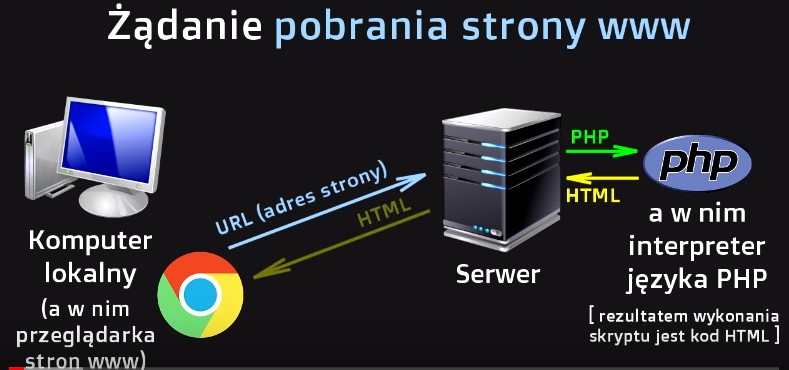 Żądanie pobrania strony www
PHP
php
URL (adres strony)
HTML
HTML
a w nim
interpreter
języka PHP
Komputer
lokalny
Serwer
(a w nim
przeglądarka
stron www)
[ rezultatem wykonania
skryptu jest kod HTML ]